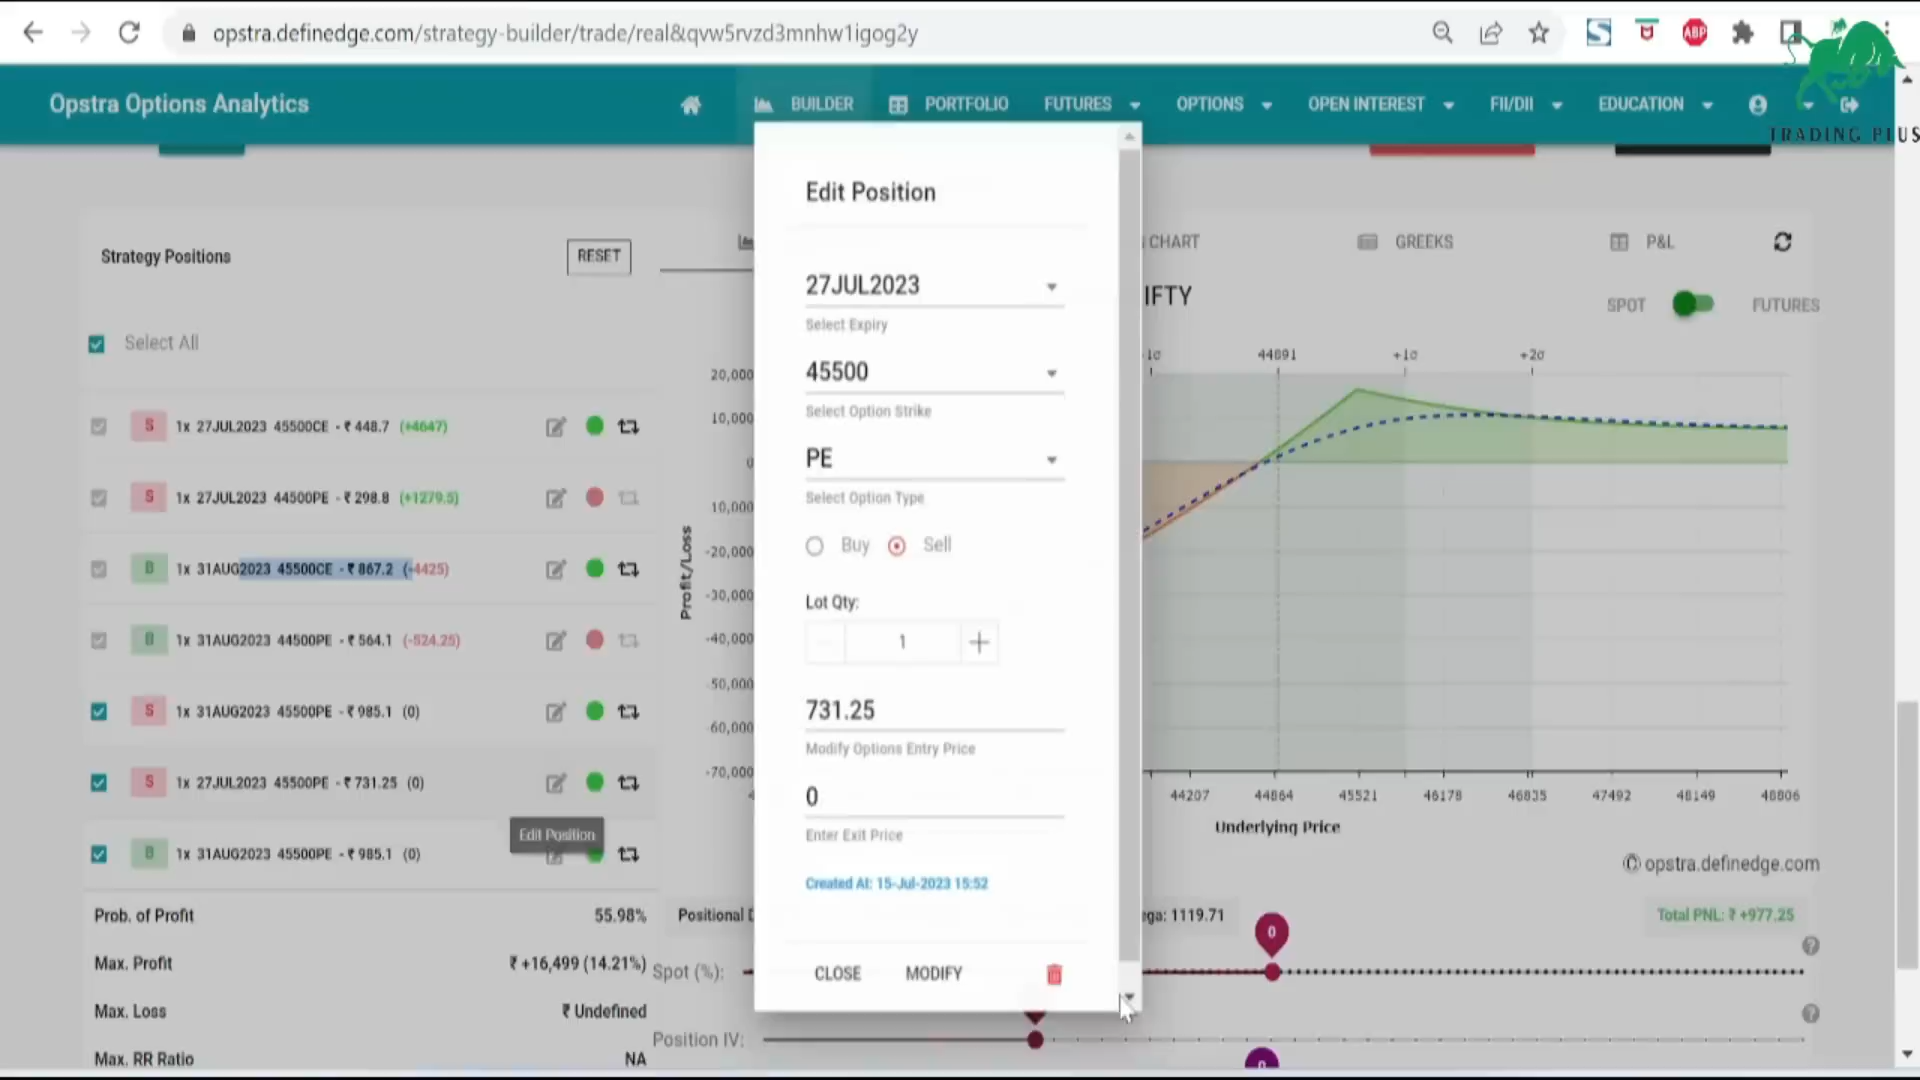 opstra.definedge.com/strategy-builder/trade/real&qvw5rvzd3mnhw1igog2y
ABP
Opstra Options Analytics
BUILDER
PORTFOLIO
FUTURES
OPTIONS
OPEN INTEREST
FII/DII
EDUCATION
TRADING PLUS
Strategy Positions
RESET
Select All
S 1x 27JUL2023 45500CE - ₹ 448.7 (+4647)
S 1x 27JUL2023 44500PE - ₹ 298.8 (+1279.5)
B 1x 31AUG2023 45500CE - ₹ 867.2 (-4425)
B 1x 31AUG2023 44500PE - ₹ 564.1 (-524.25)
S 1x 31AUG2023 45500PE - ₹ 985.1 (0)
S 1x 27JUL2023 45500PE - ₹ 731.25 (0)
Edit Position
B 1x 31AUG2023 45500PE - ₹ 985.1 (0)
Prob. of Profit 55.98%
Max. Profit ₹ +16,499 (14.21%)
Max. Loss ₹ Undefined
Max. RR Ratio NA
Edit Position
27JUL2023
Select Expiry
45500
Select Option Strike
PE
Select Option Type
Buy
Sell
Lot Qty:
1
+
731.25
Modify Options Entry Price
0
Enter Exit Price
Created At: 15-Jul-2023 15:52
CLOSE
MODIFY
CHART
GREEKS
P&L
IFTY
SPOT
FUTURES
1σ
44891
+1σ
+2σ
20,000
10,000
0
10,000
-20,000
-30,000
-40,000
50,000
60,000
-70,000
Profit/Loss
44207
44864
45521
46178
46835
47492
48149
48806
Underlying Price
© opstra.definedge.com
Positional D
ega: 1119.71
Total PNL: ₹ +977.25
0
Spot (%):
Position IV: